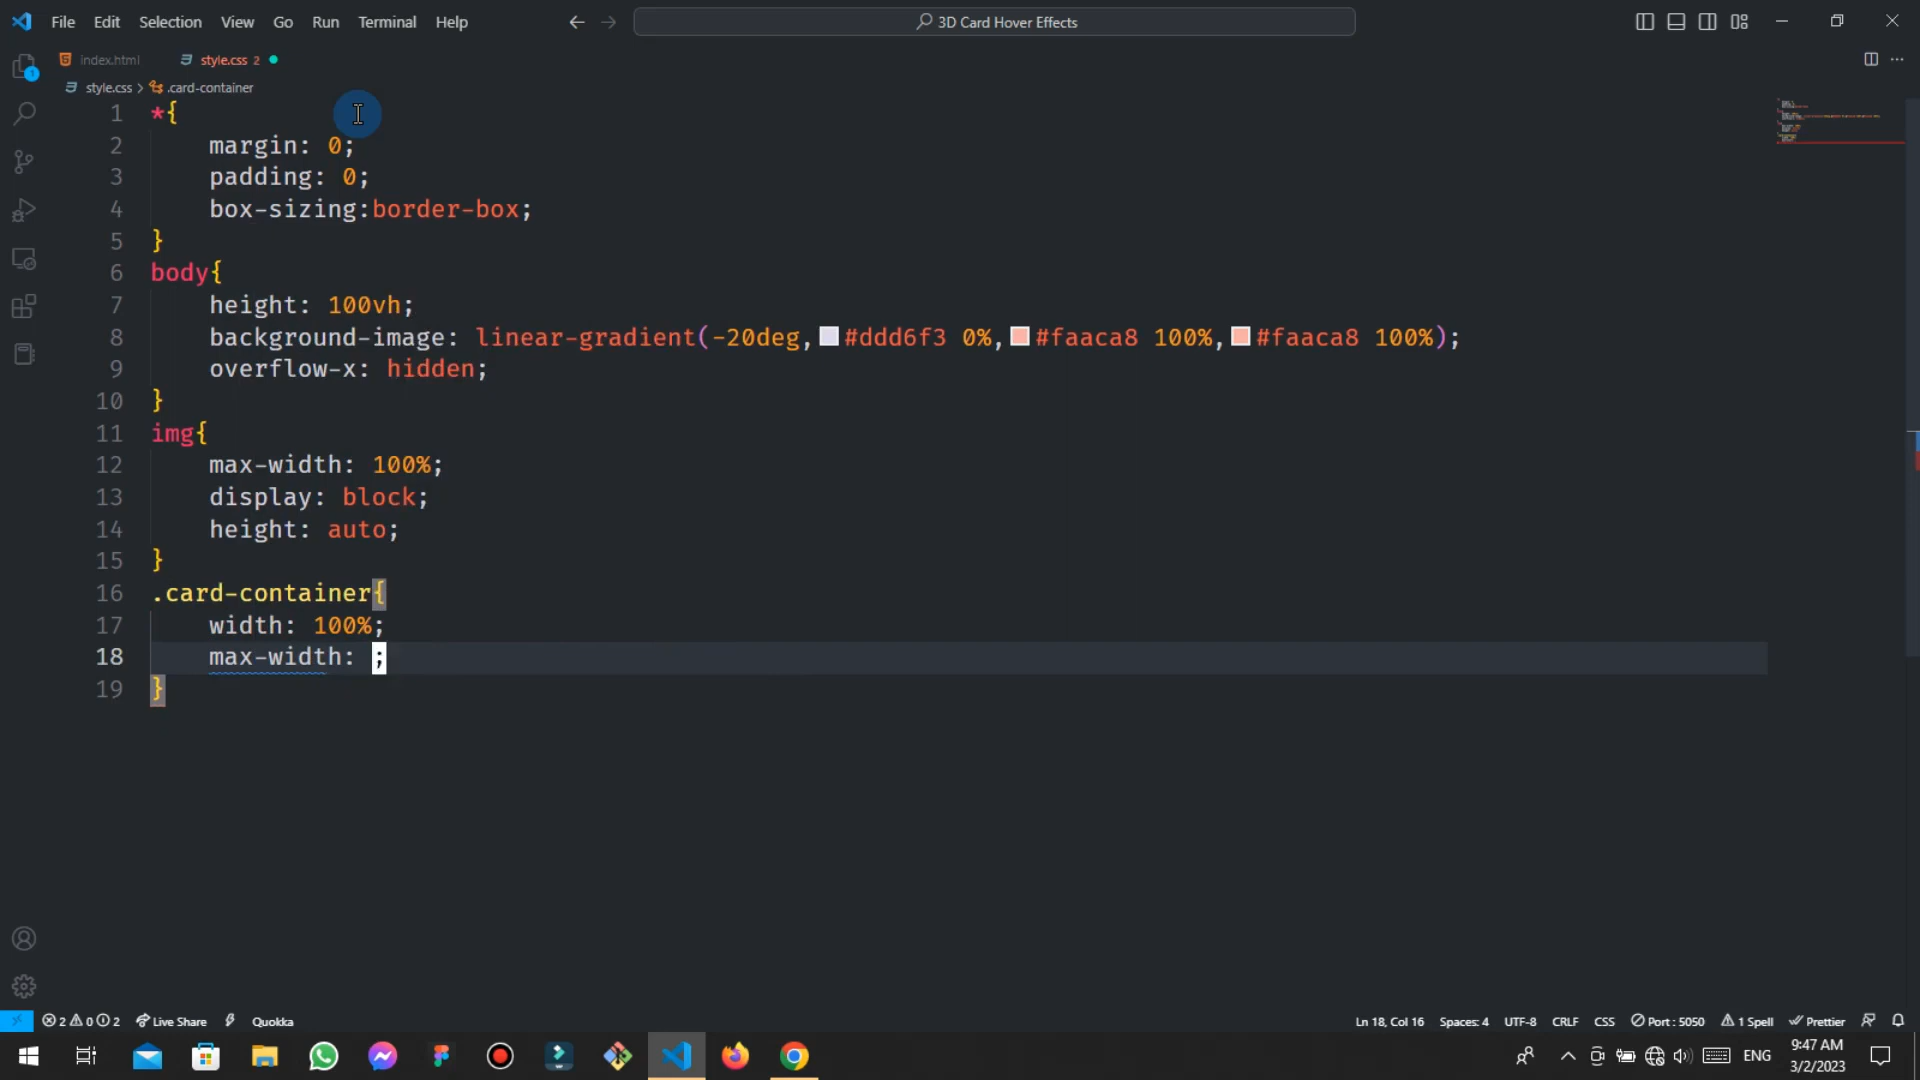 File Edit Selection View Go Run Terminal Help
3D Card Hover Effects
index.html
style.css 2
style.css > .card-container
1 *{
2 margin: 0;
3 padding: 0;
4 box-sizing:border-box;
5 }
6 body{
7 height: 100vh;
8 background-image: linear-gradient(-20deg,#ddd6f3 0%,#faaca8 100%,#faaca8 100%);
9 overflow-x: hidden;
10 }
11 img{
12 max-width: 100%;
13 display: block;
14 height: auto;
15 }
16 .card-container{
17 width: 100%;
18 max-width: ;
19 }
2 0 2 Live Share Quokka
Ln 18, Col 16 Spaces: 4 UTF-8 CRLF CSS Port : 5050 1 Spell Prettier
ENG
9:47 AM
3/2/2023